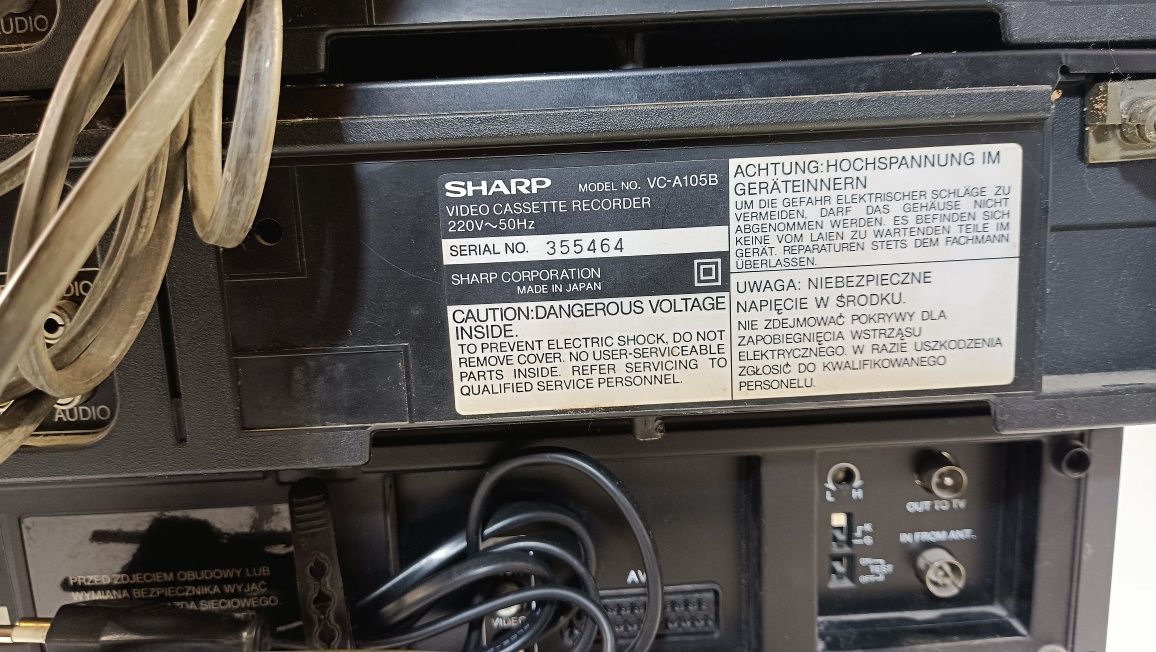 AUDIO
SHARP MODEL NO. VC-A105B
VIDEO CASSETTE RECORDER
220V~50Hz
SERIAL NO. 355464
SHARP CORPORATION
MADE IN JAPAN
CAUTION:DANGEROUS VOLTAGE
INSIDE.
TO PREVENT ELECTRIC SHOCK, DO NOT
REMOVE COVER. NO USER-SERVICEABLE
PARTS INSIDE. REFER SERVICING TO
QUALIFIED SERVICE PERSONNEL.
ACHTUNG:HOCHSPANNUNG IM
GERÄTEINNERN
UM DIE GEFAHR ELEKTRISCHER SCHLÄGE ZU
VERMEIDEN, DARF DAS GEHÄUSE NICHT
ABGENOMMEN WERDEN. ES BEFINDEN SICH
KEINE VOM LAIEN ZU WARTENDEN TEILE IM
GERÄT. REPARATUREN STETS DEM FACHMANN
ÜBERLASSEN.
UWAGA: NIEBEZPIECZNE
NAPIĘCIE W ŚRODKU.
NIE ZDEJMOWAĆ POKRYWY DLA
ZAPOBIEGNIĘCIA WSTRZĄSU
ELEKTRYCZNEGO. W RAZIE USZKODZENIA
ZGŁOSIĆ DO KWALIFIKOWANEGO
PERSONELU.
AUDIO
L H
OUT TO TV
K
G
IN FROM ANT.
ON
TEST
OFF
PRZED ZDJĘCIEM OBUDOWY LUB
WYMIANA BEZPIECZNIKA WYJĄĆ
SIECIOWEGO.
AV
VIDEO